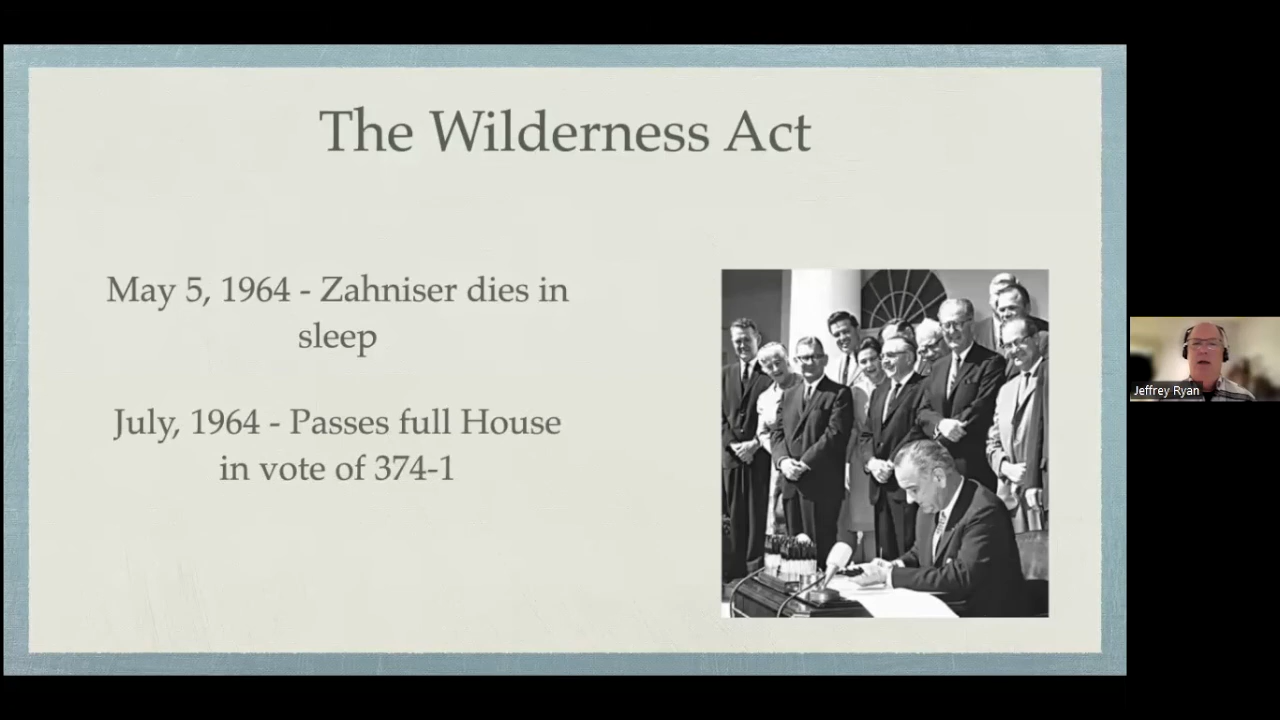 The Wilderness Act
May 5, 1964 - Zahniser dies in
sleep
July, 1964 - Passes full House
in vote of 374-1
Jeffrey Ryan